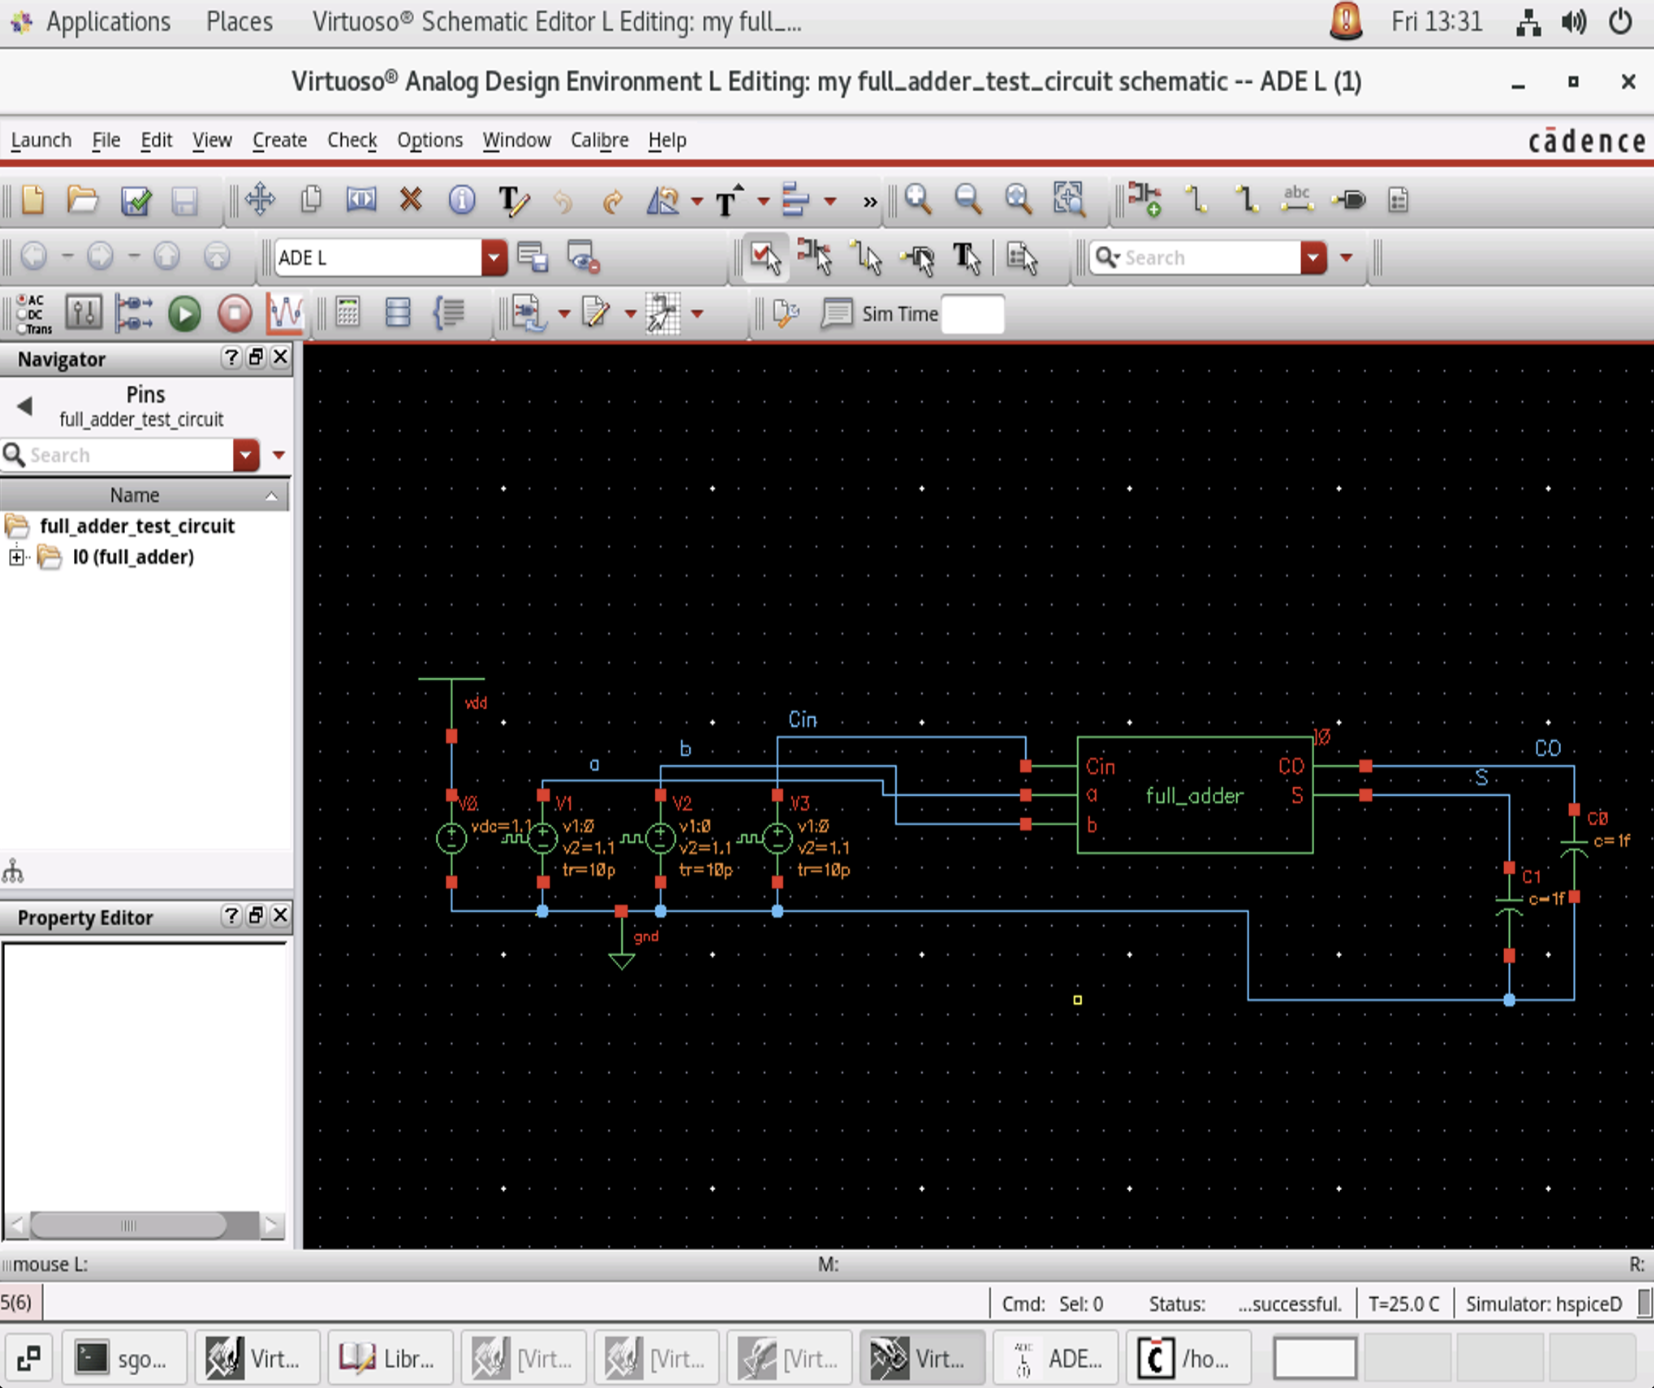 Applications Places Virtuoso® Schematic Editor L Editing: my full_... Fri 13:31
Virtuoso® Analog Design Environment L Editing: my full_adder_test_circuit schematic -- ADE L (1)
Launch File Edit View Create Check Options Window Calibre Help cādence
T T » abc
ADE L T Search
AC
DC
Trans
Sim Time
Navigator ?
Pins
full_adder_test_circuit
Search
Name
full_adder_test_circuit
I0 (full_adder)
Property Editor ?
vdd
Cin
b
a
I0
CO
S
Cin CO
a full_adder S
b
V0 V1 V2 V3
vdc=1.1 v1:0 v1:0 v1:0
v2=1.1 v2=1.1 v2=1.1
tr=10p tr=10p tr=10p
gnd
C0
c=1f
C1
c=1f
mouse L: M: R:
5(6)
Cmd: Sel: 0 Status: ...successful. T=25.0 C Simulator: hspiceD
sgo... Virt... Libr... [Virt... [Virt... [Virt... Virt... ADE L (1) ADE... C /ho...